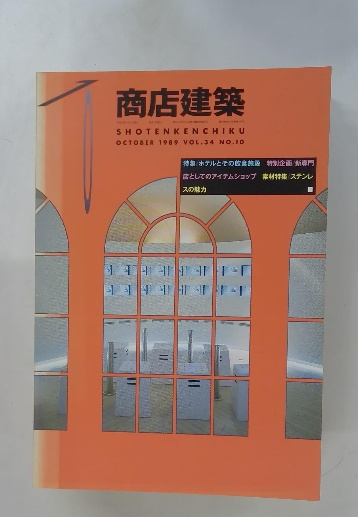 商店建築
SHOTENKENCHIKU
OCTOBER 1989 VOL.34 NO.10
特集/ホテルとその飲食施設 特別企画/新専門
店としてのアイテムショップ 素材特集/ステンレ
スの魅力